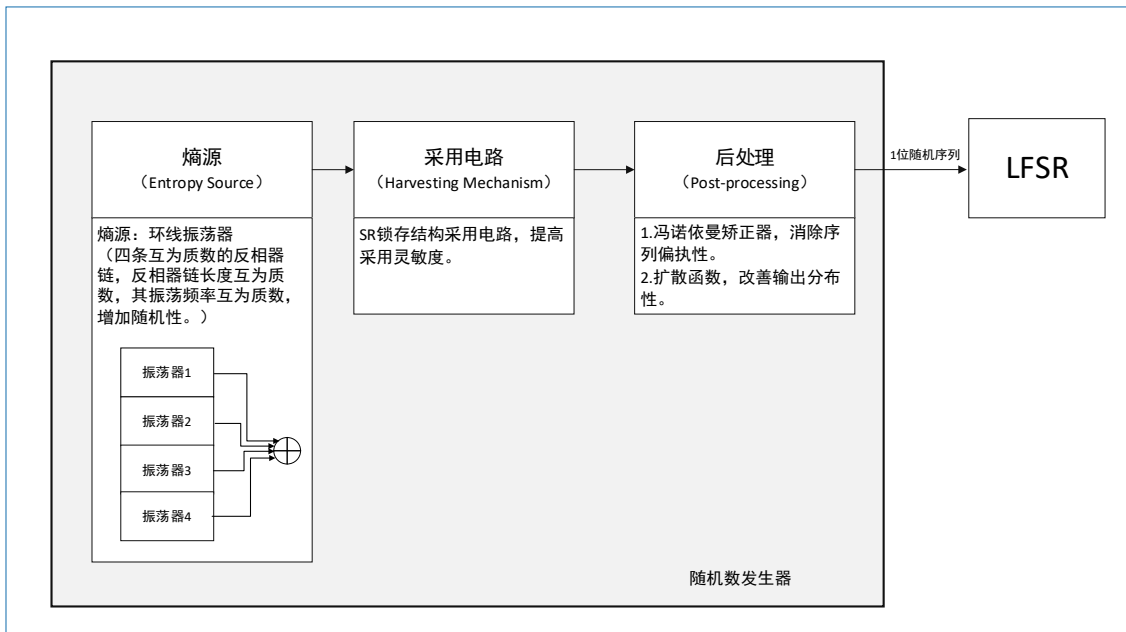 熵源
（Entropy Source）
熵源：环线振荡器
（四条互为质数的反相器
链，反相器链长度互为质
数，其振荡频率互为质数，
增加随机性。）
振荡器1
振荡器2
振荡器3
振荡器4
采用电路
（Harvesting Mechanism）
SR锁存结构采用电路，提高
采用灵敏度。
后处理
（Post-processing）
1.冯诺依曼矫正器，消除序
列偏执性。
2.扩散函数，改善输出分布
性。
1位随机序列
LFSR
随机数发生器